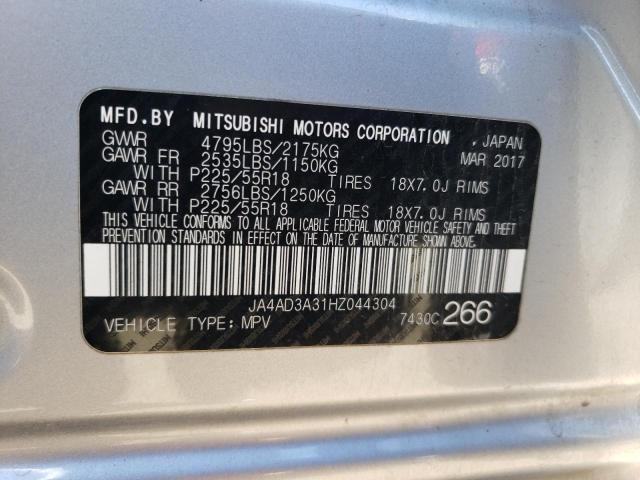 MFD.BY MITSUBISHI MOTORS CORPORATION . JAPAN
GVWR 4795LBS/2175KG MAR 2017
GAWR FR 2535LBS/1150KG
WITH P225/55R18 TIRES 18X7.0J RIMS
GAWR RR 2756LBS/1250KG
WITH P225/55R18 TIRES 18X7.0J RIMS
THIS VEHICLE CONFORMS TO ALL APPLICABLE FEDERAL MOTOR VEHICLE SAFETY AND THEFT
PREVENTION STANDARDS IN EFFECT ON THE DATE OF MANUFACTURE SHOWN ABOVE.
JA4AD3A31HZ044304
VEHICLE TYPE: MPV 7430C 266